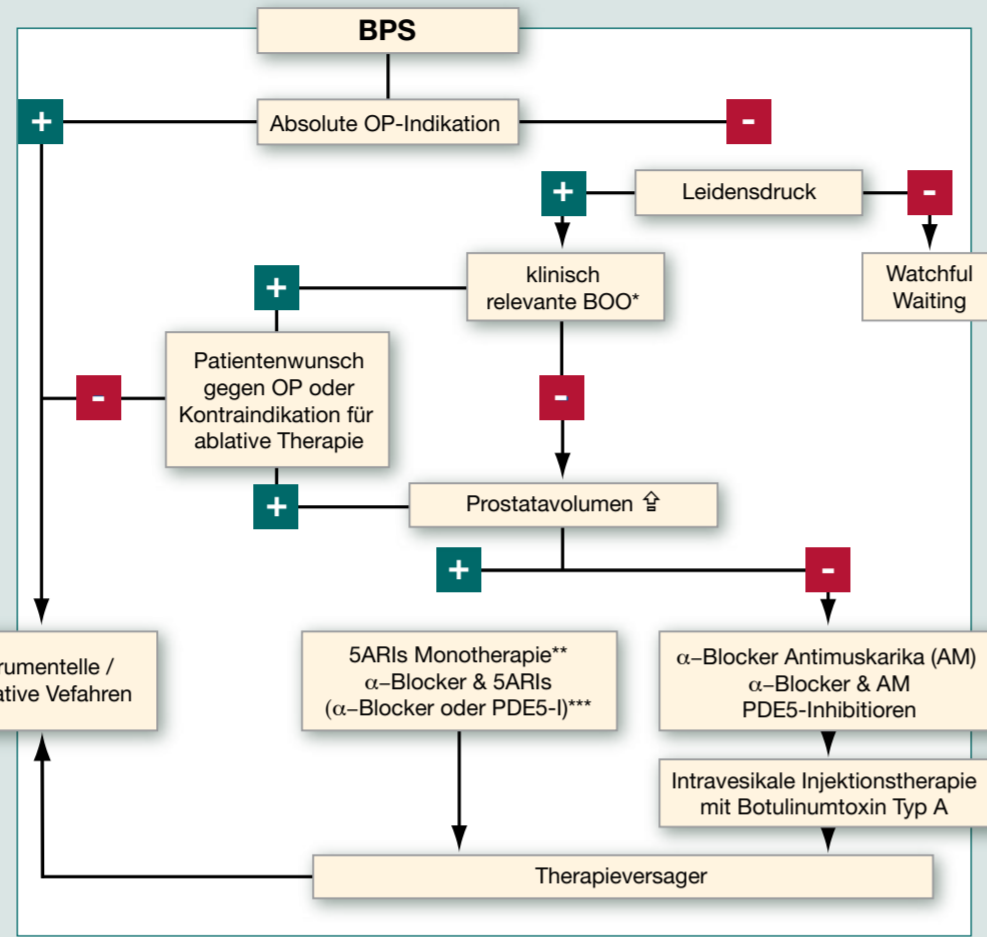 BPS
+
Absolute OP-Indikation
-
+
Leidensdruck
-
klinisch
relevante BOO*
Watchful
Waiting
+
Patientenwunsch
gegen OP oder
Kontraindikation für
ablative Therapie
-
-
+
Prostatavolumen ⇧
+
-
rumentelle /
ative Vefahren
5ARIs Monotherapie**
α–Blocker & 5ARIs
(α–Blocker oder PDE5-I)***
α–Blocker Antimuskarika (AM)
α–Blocker & AM
PDE5-Inhibitioren
Intravesikale Injektionstherapie
mit Botulinumtoxin Typ A
Therapieversager